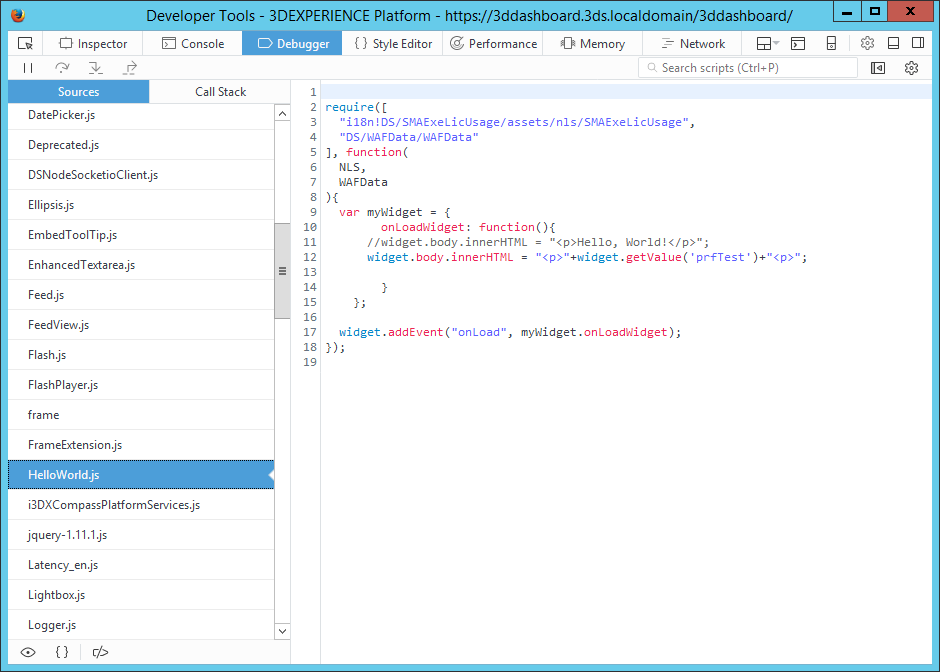 Developer Tools - 3DEXPERIENCE Platform - https://3ddashboard.3ds.localdomain/3ddashboard/
Inspector Console Debugger {} Style Editor Performance Memory Network
Search scripts (Ctrl+P)
Sources Call Stack
DatePicker.js
Deprecated.js
DSNodeSocketioClient.js
Ellipsis.js
EmbedToolTip.js
EnhancedTextarea.js
Feed.js
FeedView.js
Flash.js
FlashPlayer.js
frame
FrameExtension.js
HelloWorld.js
i3DXCompassPlatformServices.js
jquery-1.11.1.js
Latency_en.js
Lightbox.js
Logger.js
{} </>
1
2 require([
3 "i18n!DS/SMAExeLicUsage/assets/nls/SMAExeLicUsage",
4 "DS/WAFData/WAFData"
5 ], function(
6 NLS,
7 WAFData
8 ){
9 var myWidget = {
10 onLoadWidget: function(){
11 //widget.body.innerHTML = "<p>Hello, World!</p>";
12 widget.body.innerHTML = "<p>"+widget.getValue('prfTest')+"<p>";
13
14 }
15 };
16
17 widget.addEvent("onLoad", myWidget.onLoadWidget);
18 });
19